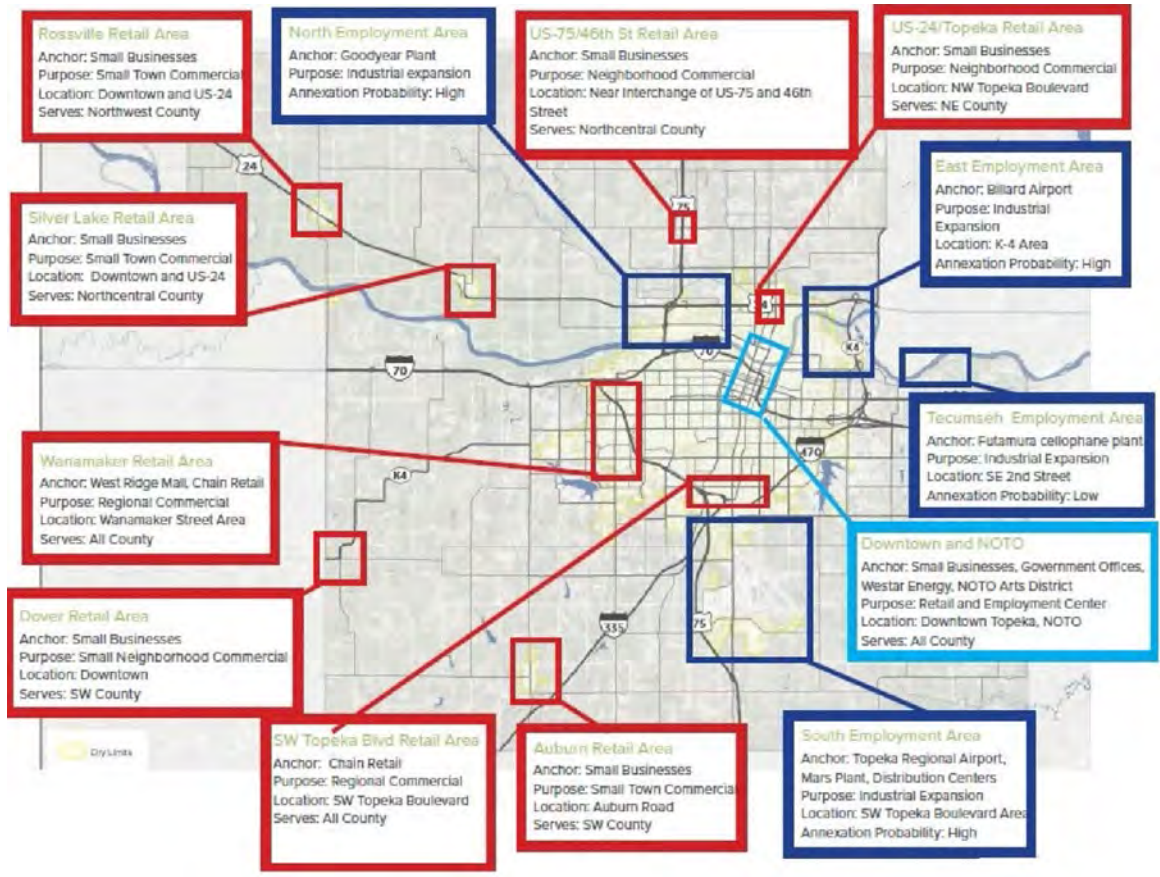 Rossville Retail Area
Anchor: Small Businesses
Purpose: Small Town Commercial
Location: Downtown and US-24
Serves: Northwest County
North Employment Area
Anchor: Goodyear Plant
Purpose: Industrial expansion
Annexation Probability: High
US-75/46th St Retail Area
Anchor: Small Businesses
Purpose: Neighborhood Commercial
Location: Near Interchange of US-75 and 46th
Street
Serves: Northcentral County
US-24/Topeka Retail Area
Anchor: Small Businesses
Purpose: Neighborhood Commercial
Location: NW Topeka Boulevard
Serves: NE County
East Employment Area
Anchor: Billard Airport
Purpose: Industrial
Expansion
Location: K-4 Area
Annexation Probability: High
24
75
Silver Lake Retail Area
Anchor: Small Businesses
Purpose: Small Town Commercial
Location: Downtown and US-24
Serves: Northcentral County
K4
70
70
Tecumseh Employment Area
Anchor: Futamura cellophane plant
Purpose: Industrial Expansion
Location: SE 2nd Street
Annexation Probability: Low
Wanamaker Retail Area
Anchor: West Ridge Mall, Chain Retail
Purpose: Regional Commercial
Location: Wanamaker Street Area
Serves: All County
K4
470
Downtown and NOTO
Anchor: Small Businesses, Government Offices,
Westar Energy, NOTO Arts District
Purpose: Retail and Employment Center
Location: Downtown Topeka, NOTO
Serves: All County
Dover Retail Area
Anchor: Small Businesses
Purpose: Small Neighborhood Commercial
Location: Downtown
Serves: SW County
335
75
SW Topeka Blvd Retail Area
Anchor: Chain Retail
Purpose: Regional Commercial
Location: SW Topeka Boulevard
Serves: All County
Auburn Retail Area
Anchor: Small Businesses
Purpose: Small Town Commercial
Location: Auburn Road
Serves: SW County
South Employment Area
Anchor: Topeka Regional Airport,
Mars Plant, Distribution Centers
Purpose: Industrial Expansion
Location: SW Topeka Boulevard Area
Annexation Probability: High
City Limits